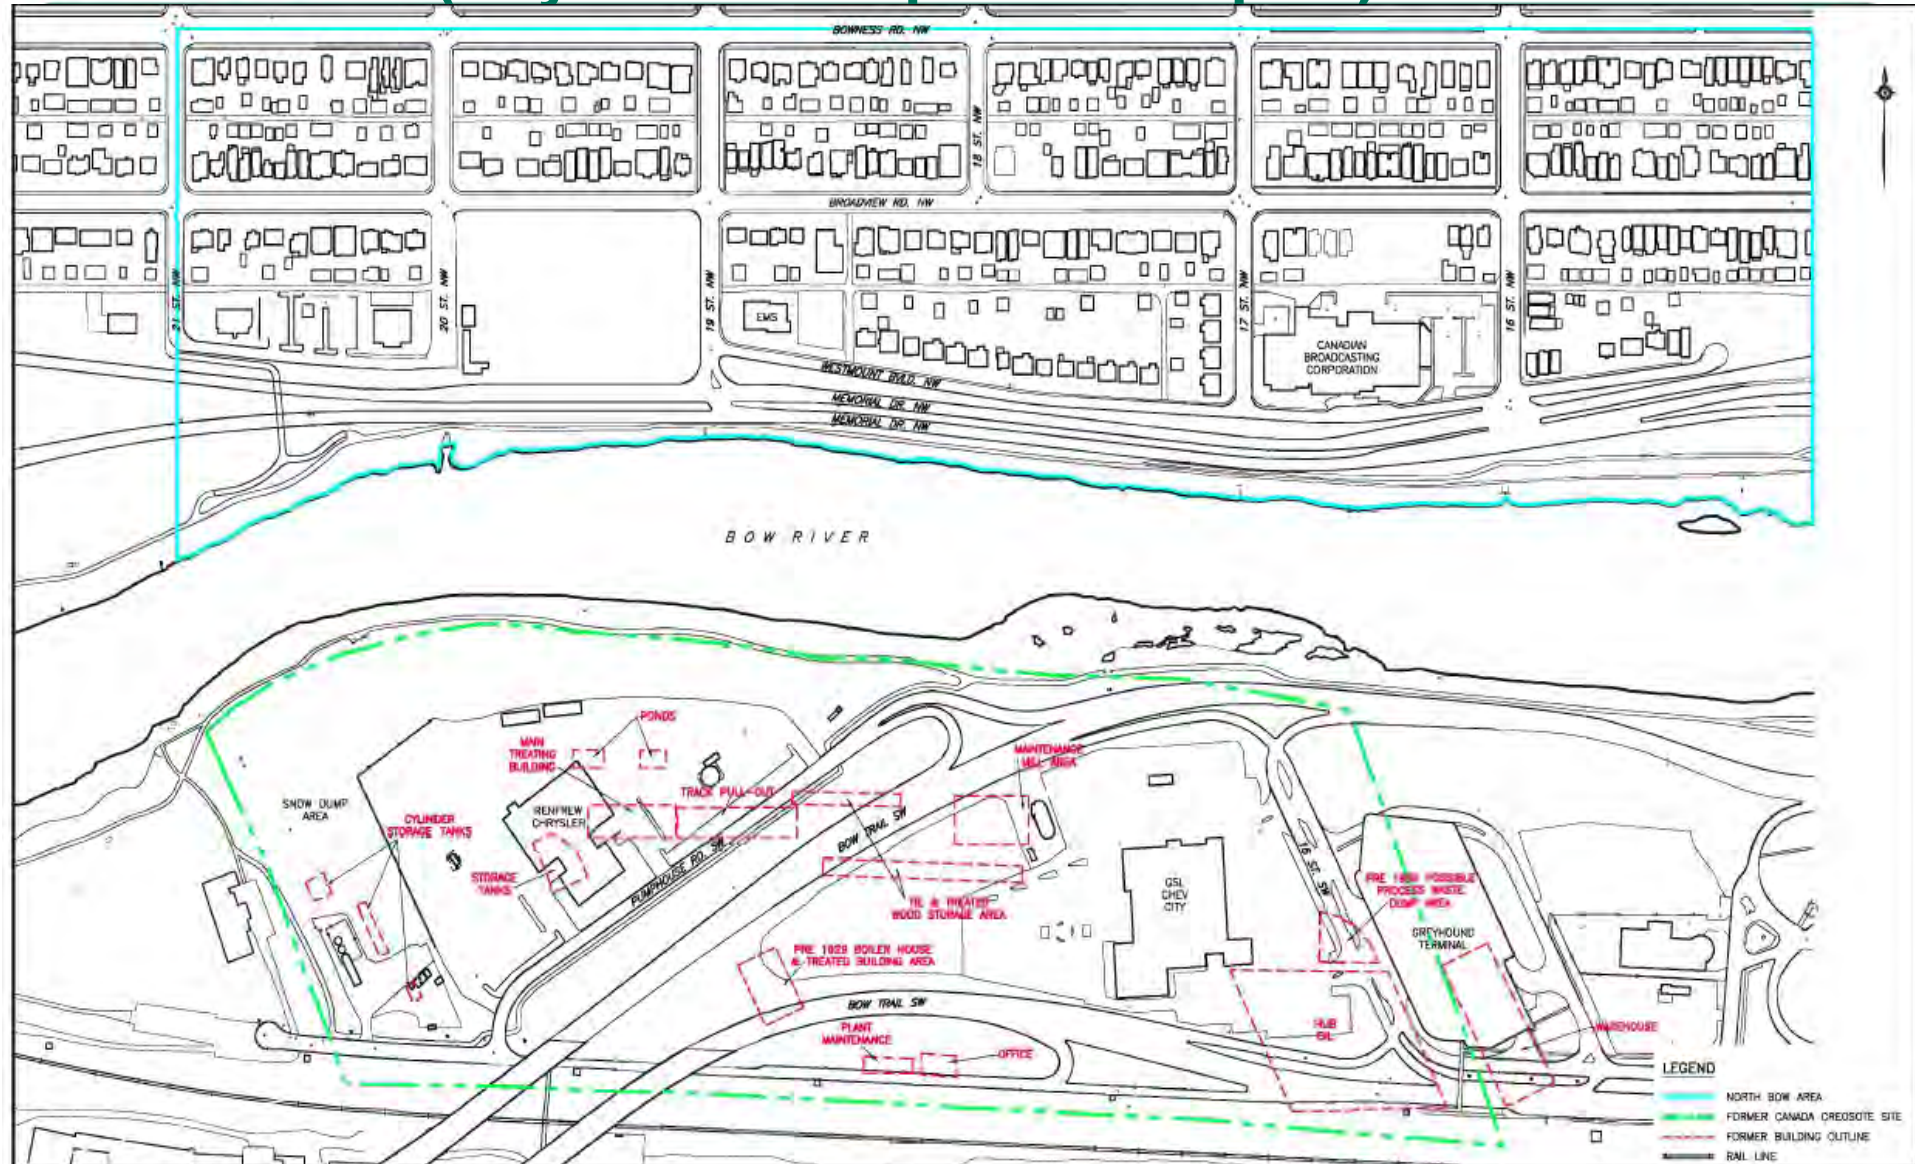 BOWNESS RD. NW
18 ST. NW
BROADVIEW RD. NW
21 ST. NW
20 ST. NW
19 ST. NW
17 ST. NW
16 ST. NW
EMS
CANADIAN
BROADCASTING
CORPORATION
WESTMOUNT BVLD. NW
MEMORIAL DR. NW
MEMORIAL DR. NW
BOW RIVER
PONDS
MAIN
TREATING
BUILDING
MAINTENANCE
MILL AREA
TRACK PULL-OUT
SNOW DUMP
AREA
RENFREW
CHRYSLER
CYLINDER
STORAGE TANKS
BOW TRAIL SW
PUMPHOUSE RD. SW
STORAGE
TANKS
15 ST. SW
GSL
CHEV
CITY
PRE 1929 POSSIBLE
PROCESS WASTE
DUMP AREA
TIE & TREATED
WOOD STORAGE AREA
GREYHOUND
TERMINAL
PRE 1929 BOILER HOUSE
& TREATED BUILDING AREA
BOW TRAIL SW
PLANT
MAINTENANCE
OFFICE
HUB
OIL
WAREHOUSE
LEGEND
NORTH BOW AREA
FORMER CANADA CREOSOTE SITE
FORMER BUILDING OUTLINE
RAIL LINE